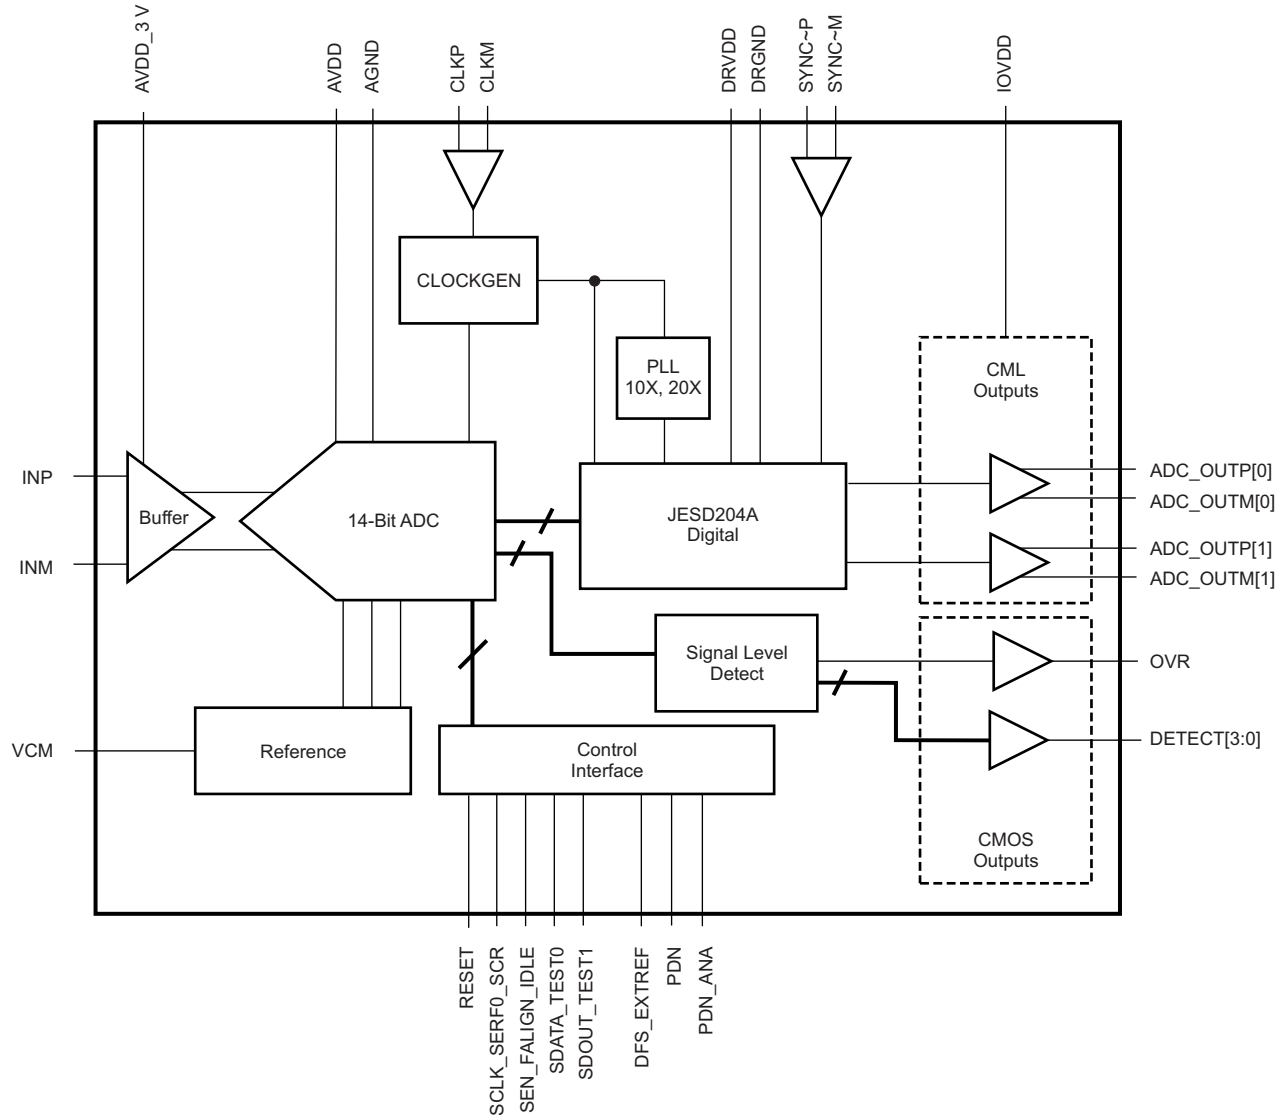 AVDD_3 V
AVDD
AGND
CLKP
CLKM
DRVDD
DRGND
SYNC~P
SYNC~M
IOVDD
CLOCKGEN
PLL
10X, 20X
CML
Outputs
INP
INM
Buffer
14-Bit ADC
JESD204A
Digital
ADC_OUTP[0]
ADC_OUTM[0]
ADC_OUTP[1]
ADC_OUTM[1]
Signal Level
Detect
OVR
DETECT[3:0]
VCM
Reference
Control
Interface
CMOS
Outputs
RESET
SCLK_SERF0_SCR
SEN_FALIGN_IDLE
SDATA_TEST0
SDOUT_TEST1
DFS_EXTREF
PDN
PDN_ANA